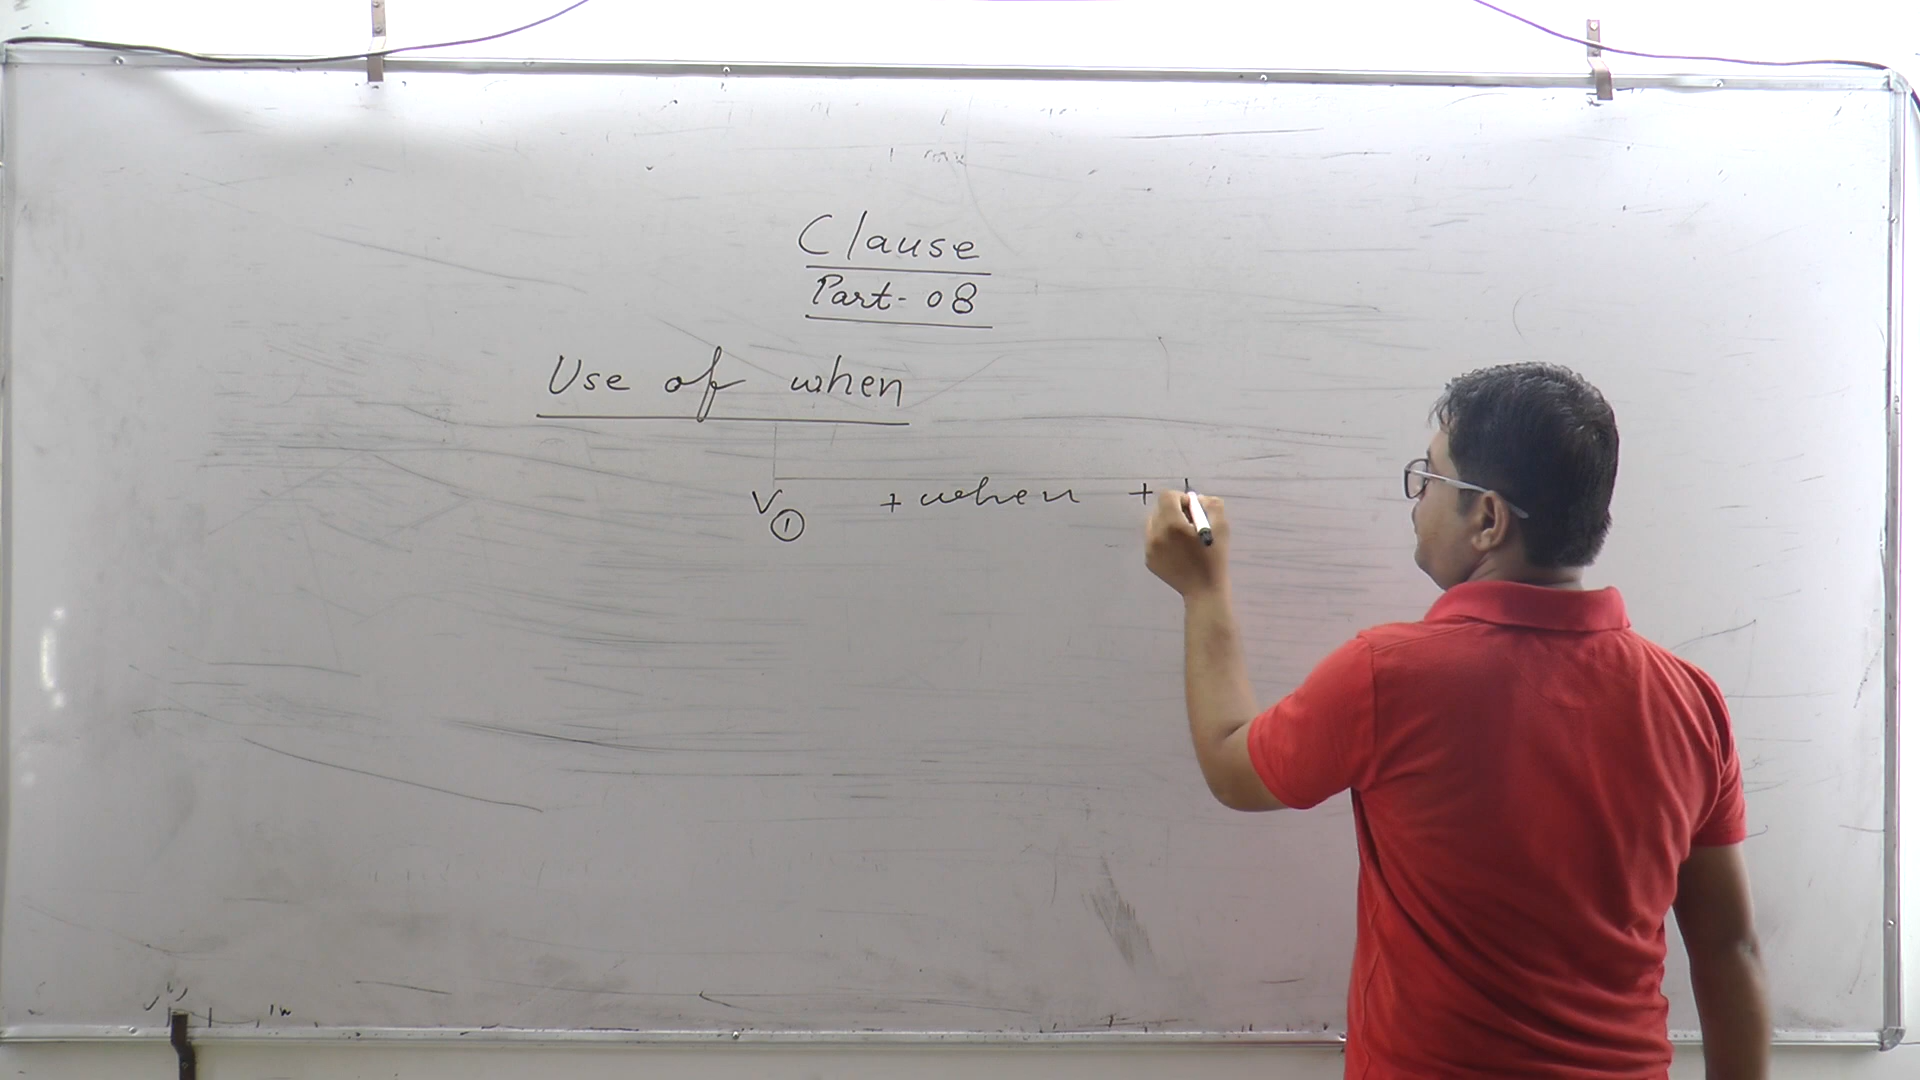 Clause
Part-08
Use of when
V① + when +